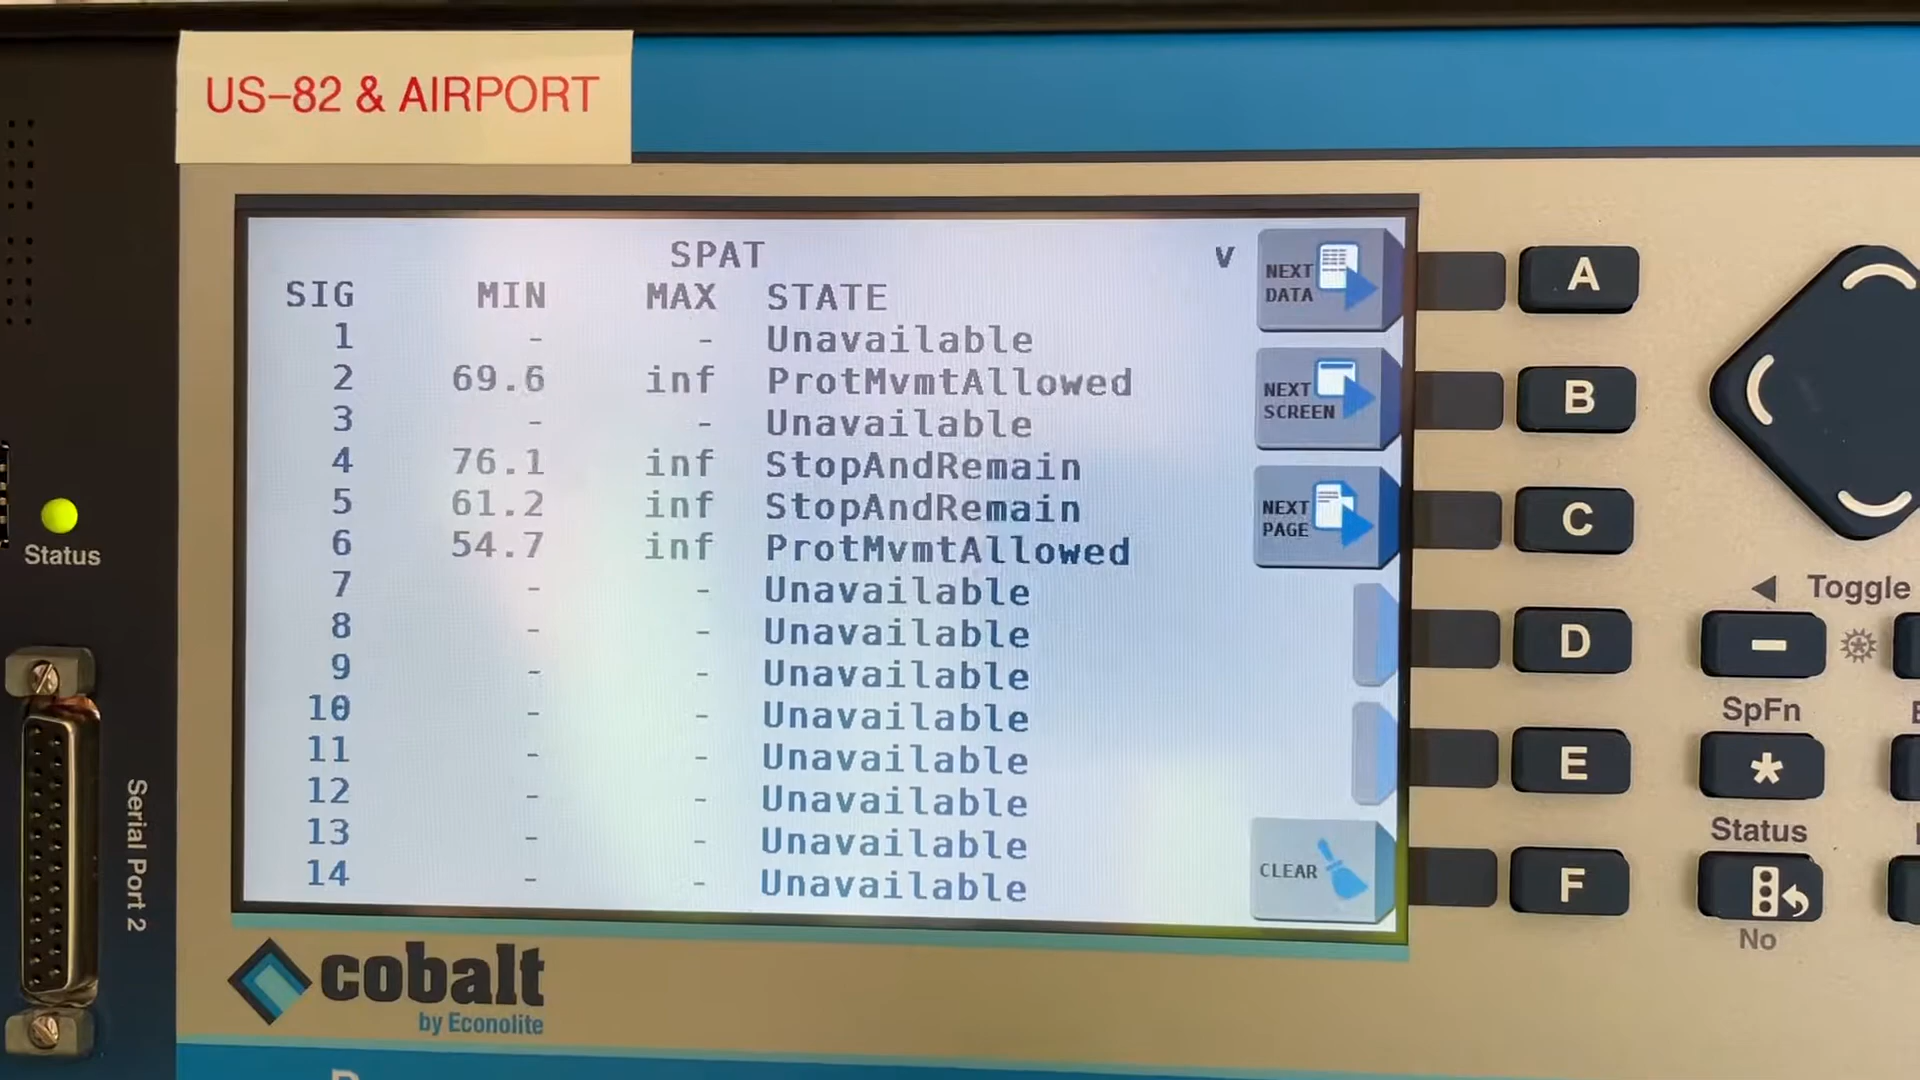 US-82 & AIRPORT
SPAT v
SIG MIN MAX STATE
1 - - Unavailable
2 69.6 inf ProtMvmtAllowed
3 - - Unavailable
4 76.1 inf StopAndRemain
5 61.2 inf StopAndRemain
6 54.7 inf ProtMvmtAllowed
7 - - Unavailable
8 - - Unavailable
9 - - Unavailable
10 - - Unavailable
11 - - Unavailable
12 - - Unavailable
13 - - Unavailable
14 - - Unavailable
NEXT
DATA
NEXT
SCREEN
NEXT
PAGE
CLEAR
A
B
C
D
E
F
Toggle
-
SpFn
*
Status
No
Status
Serial Port 2
cobalt
by Econolite